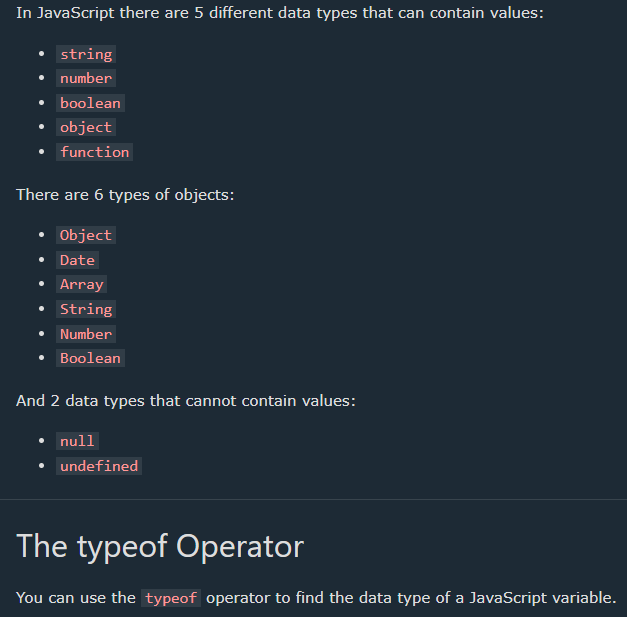 In JavaScript there are 5 different data types that can contain values:
string
number
boolean
object
function
There are 6 types of objects:
Object
Date
Array
String
Number
Boolean
And 2 data types that cannot contain values:
null
undefined
The typeof Operator
You can use the typeof operator to find the data type of a JavaScript variable.